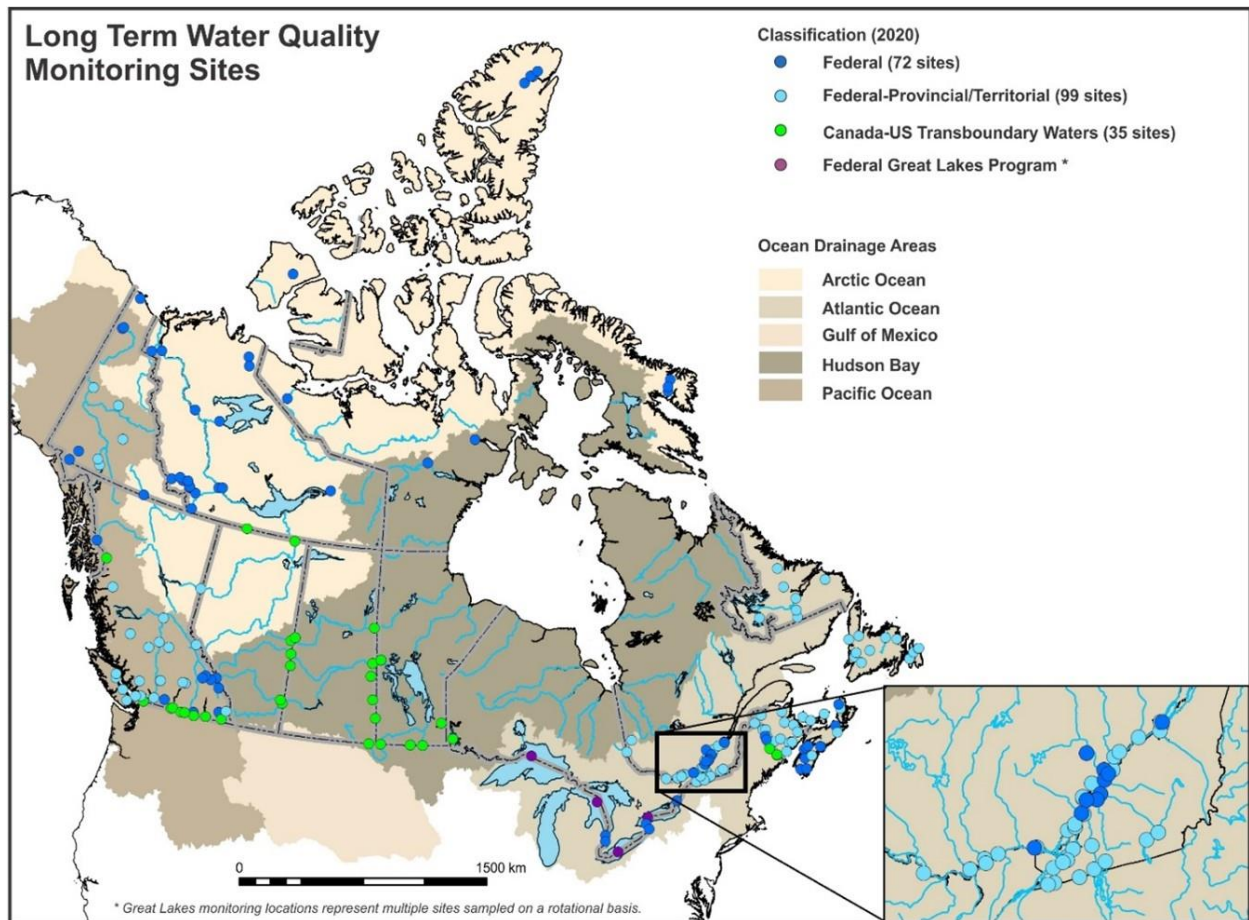 Long Term Water Quality
Monitoring Sites
Classification (2020)
Federal (72 sites)
Federal-Provincial/Territorial (99 sites)
Canada-US Transboundary Waters (35 sites)
Federal Great Lakes Program *
Ocean Drainage Areas
Arctic Ocean
Atlantic Ocean
Gulf of Mexico
Hudson Bay
Pacific Ocean
0 1500 km
* Great Lakes monitoring locations represent multiple sites sampled on a rotational basis.